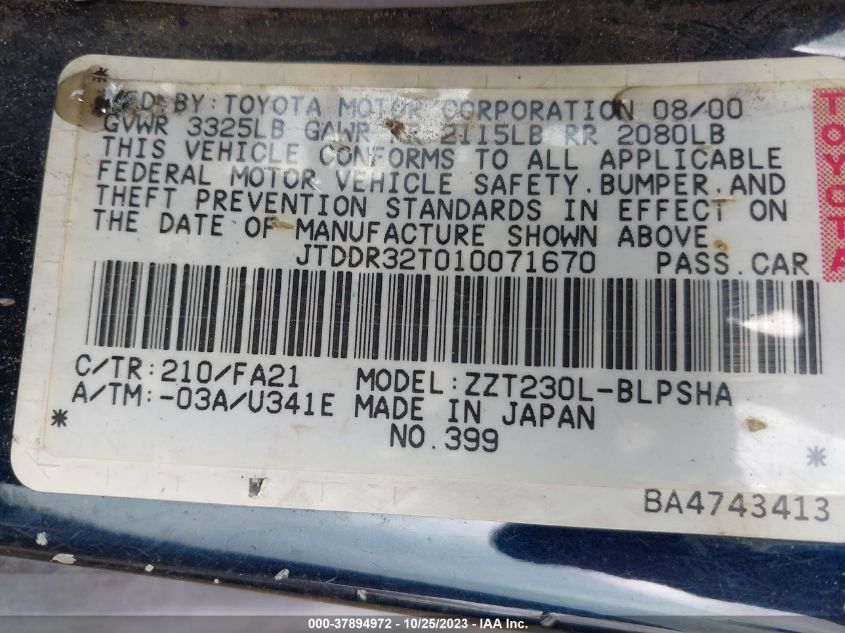 MFD. BY: TOYOTA MOTOR CORPORATION 08/00
GVWR 3325LB GAWR FR 2115LB RR 2080LB
THIS VEHICLE CONFORMS TO ALL APPLICABLE
FEDERAL MOTOR VEHICLE SAFETY, BUMPER, AND
THEFT PREVENTION STANDARDS IN EFFECT ON
THE DATE OF MANUFACTURE SHOWN ABOVE.
JTDDR32T010071670 PASS. CAR
C/TR: 210/FA21 MODEL: ZZT230L-BLPSHA
A/TM: -03A/U341E MADE IN JAPAN
NO. 399
TOYOTA
BA4743413
000-37894972 - 10/25/2023 - IAA Inc.